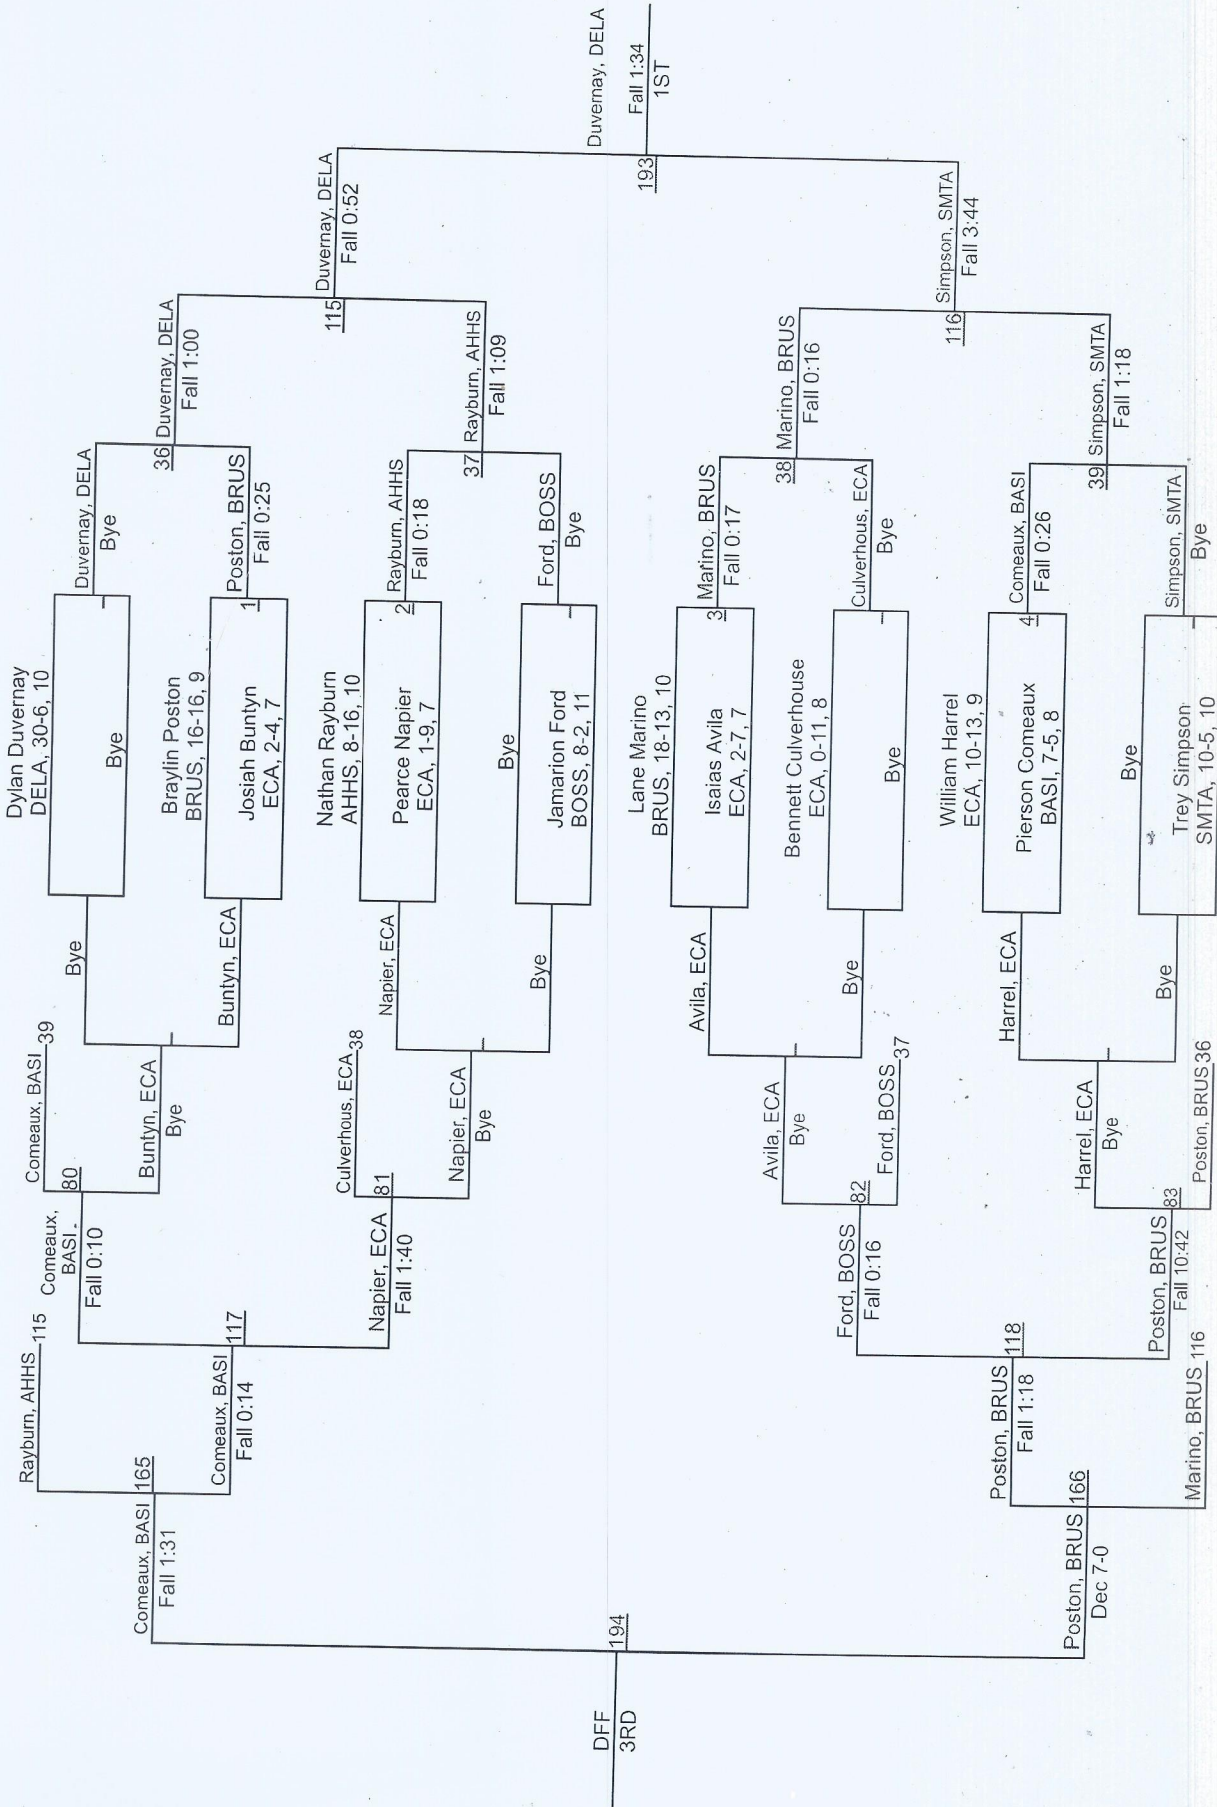 Dylan Duvernay
DELA, 30-6, 10
Bye
Braylin Poston
BRUS, 16-16, 9
1
Josiah Buntyn
ECA, 2-4, 7
Nathan Rayburn
AHHS, 8-16, 10
2
Pearce Napier
ECA, 1-9, 7
Bye
Jamarion Ford
BOSS, 8-2, 11
Lane Marino
BRUS, 18-13, 10
3
Isaias Avila
ECA, 2-7, 7
Bennett Culverhouse
ECA, 0-11, 8
Bye
William Harrel
ECA, 10-13, 9
4
Pierson Comeaux
BASI, 7-5, 8
Bye
Trey Simpson
SMTA, 10-5, 10
Duvernay, DELA
Bye
Poston, BRUS
Fall 0:25
Rayburn, AHHS
Fall 0:18
Ford, BOSS
Bye
Marino, BRUS
Fall 0:17
Culverhous, ECA
Bye
Comeaux, BASI
Fall 0:26
Simpson, SMTA
Bye
36
Duvernay, DELA
Fall 1:00
37
Rayburn, AHHS
Fall 1:09
38
Marino, BRUS
Fall 0:16
39
Simpson, SMTA
Fall 1:18
115
Duvernay, DELA
Fall 0:52
116
Simpson, SMTA
Fall 3:44
193
Duvernay, DELA
Fall 1:34
1ST
Bye
Buntyn, ECA
Napier, ECA
Bye
Avila, ECA
Bye
Harrel, ECA
Bye
Comeaux, BASI 39
Buntyn, ECA
Bye
Culverhous, ECA 38
Napier, ECA
Bye
Avila, ECA
Bye
Ford, BOSS 37
Harrel, ECA
Bye
Poston, BRUS 36
80
Comeaux,
BASI
Fall 0:10
81
Napier, ECA
Fall 1:40
82
Ford, BOSS
Fall 0:16
83
Poston, BRUS
Fall 10:42
Rayburn, AHHS 115
117
Comeaux, BASI
Fall 0:14
118
Poston, BRUS
Fall 1:18
Marino, BRUS 116
165
Comeaux, BASI
Fall 1:31
166
Poston, BRUS
Dec 7-0
194
DFF
3RD